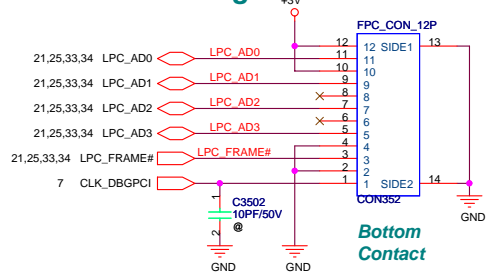 +3V
FPC_CON_12P
12 12 SIDE1 13
11 11
10 10
9 9
8 8
7 7
6 6
5 5
4 4
3 3
2 2
1 1 SIDE2 14
CON352
21,25,33,34 LPC_AD0 LPC_AD0
21,25,33,34 LPC_AD1 LPC_AD1
21,25,33,34 LPC_AD2 LPC_AD2
21,25,33,34 LPC_AD3 LPC_AD3
21,25,33,34 LPC_FRAME# LPC_FRAME#
7 CLK_DBGPCI
1
C3502
10PF/50V
@
2
GND
GND
GND
Bottom
Contact